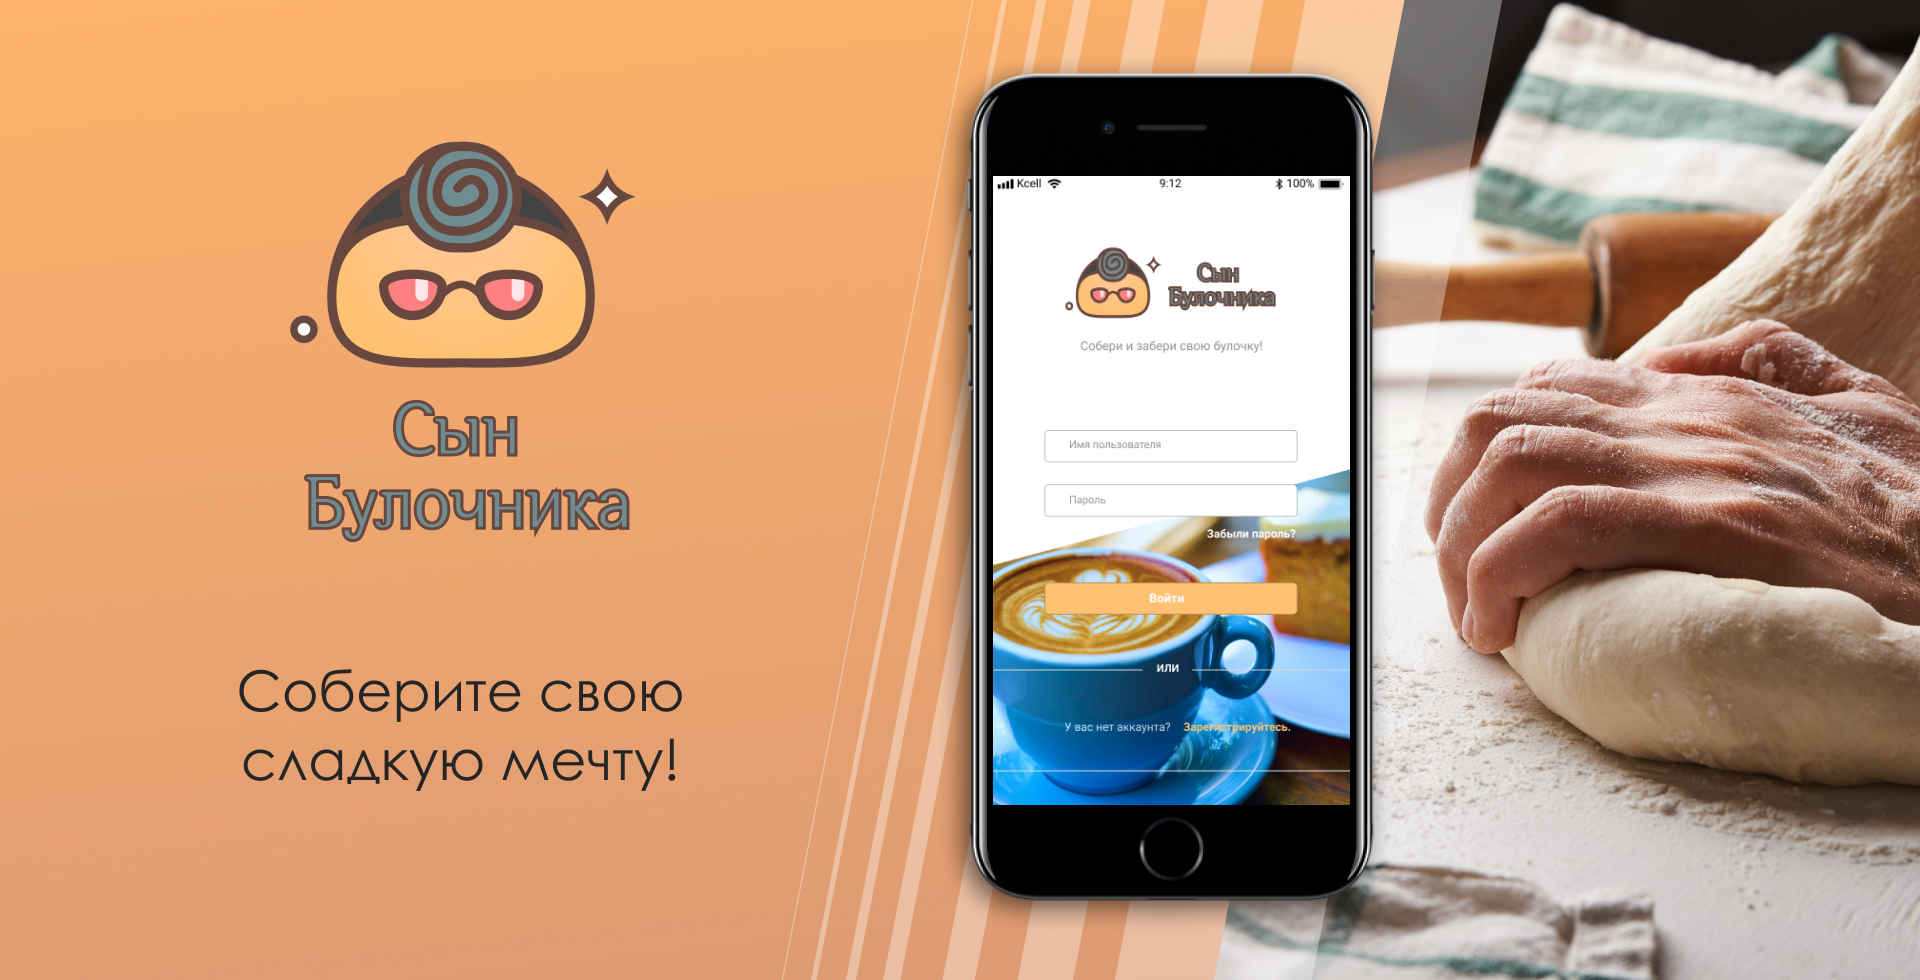 Сын
Булочника
Соберите свою
сладкую мечту!
Kcell 9:12 100%
Сын
Булочника
Собери и забери свою булочку!
Имя пользователя
Пароль
Забыли пароль?
Войти
или
У вас нет аккаунта? Зарегистрируйтесь.